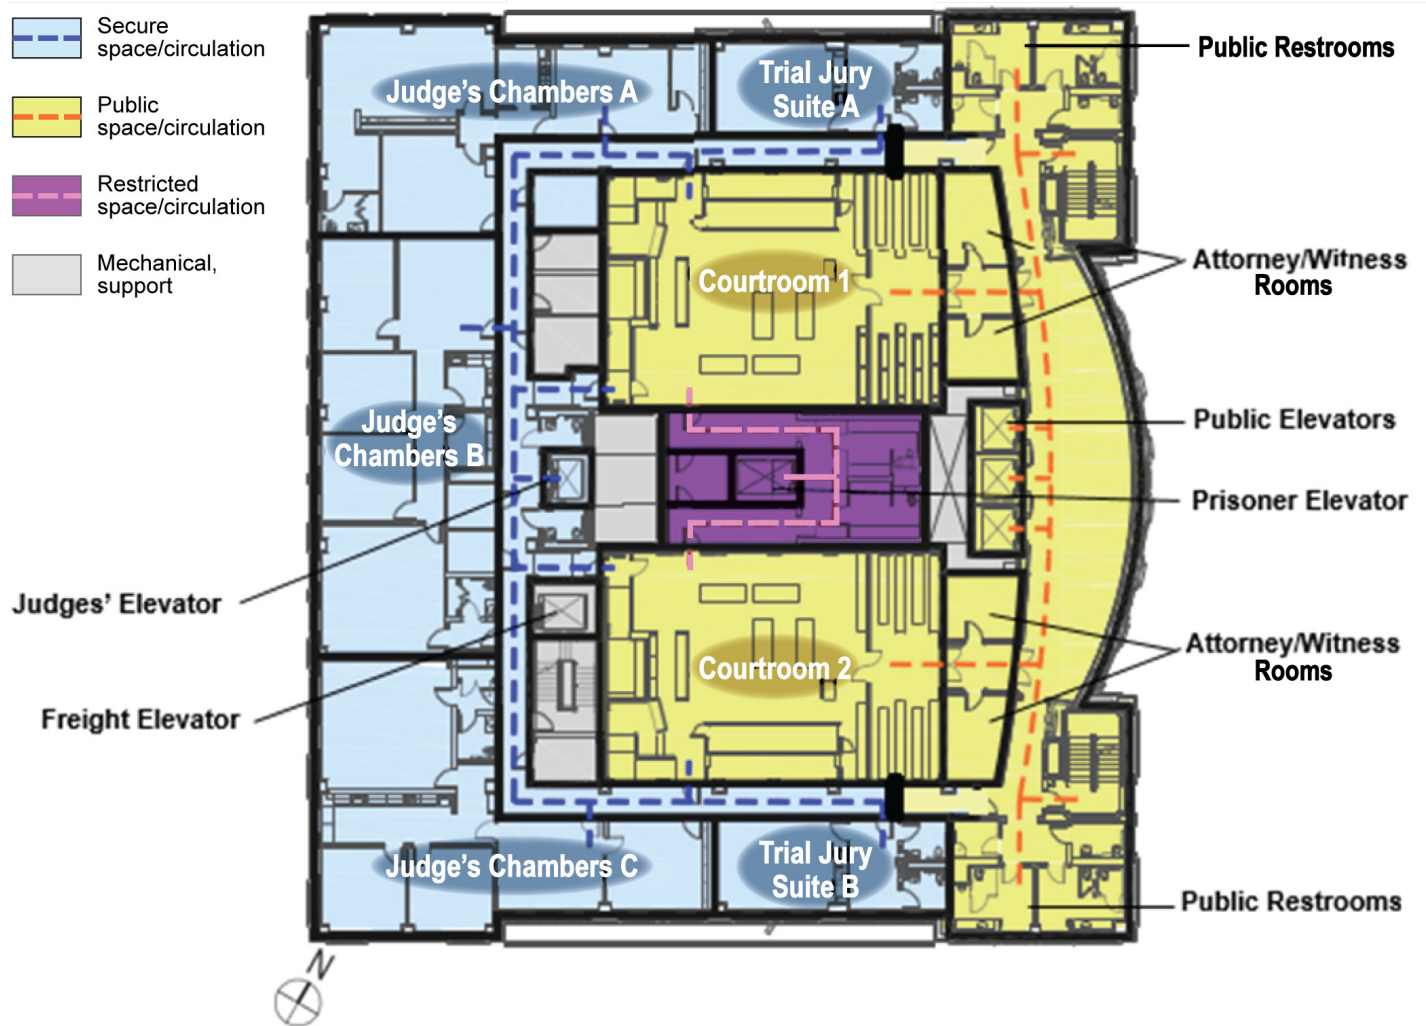 Secure
space/circulation
Public
space/circulation
Restricted
space/circulation
Mechanical,
support
Judge's Chambers A
Trial Jury
Suite A
Public Restrooms
Courtroom 1
Attorney/Witness
Rooms
Judge's
Chambers B
Public Elevators
Prisoner Elevator
Judges' Elevator
Freight Elevator
Courtroom 2
Attorney/Witness
Rooms
Judge's Chambers C
Trial Jury
Suite B
Public Restrooms
N